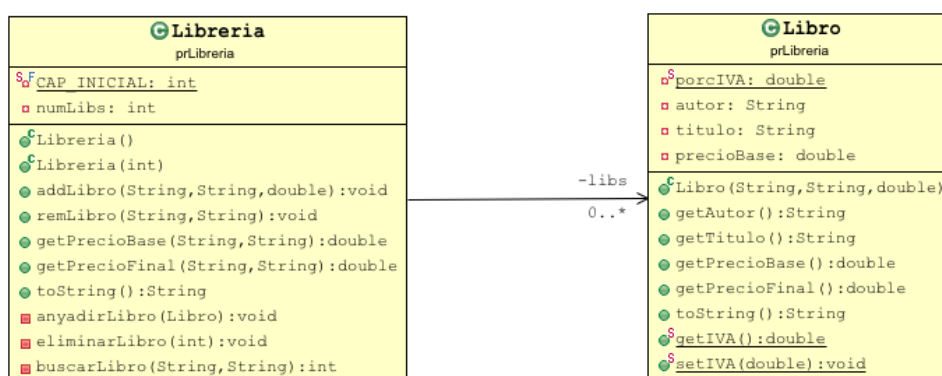 Libreria
prLibreria
CAP_INICIAL: int
numLibs: int
Libreria()
Libreria(int)
addLibro(String,String,double):void
remLibro(String,String):void
getPrecioBase(String,String):double
getPrecioFinal(String,String):double
toString():String
anyadirLibro(Libro):void
eliminarLibro(int):void
buscarLibro(String,String):int
-libs
0..*
Libro
prLibreria
porcIVA: double
autor: String
titulo: String
precioBase: double
Libro(String,String,double)
getAutor():String
getTitulo():String
getPrecioBase():double
getPrecioFinal():double
toString():String
getIVA():double
setIVA(double):void